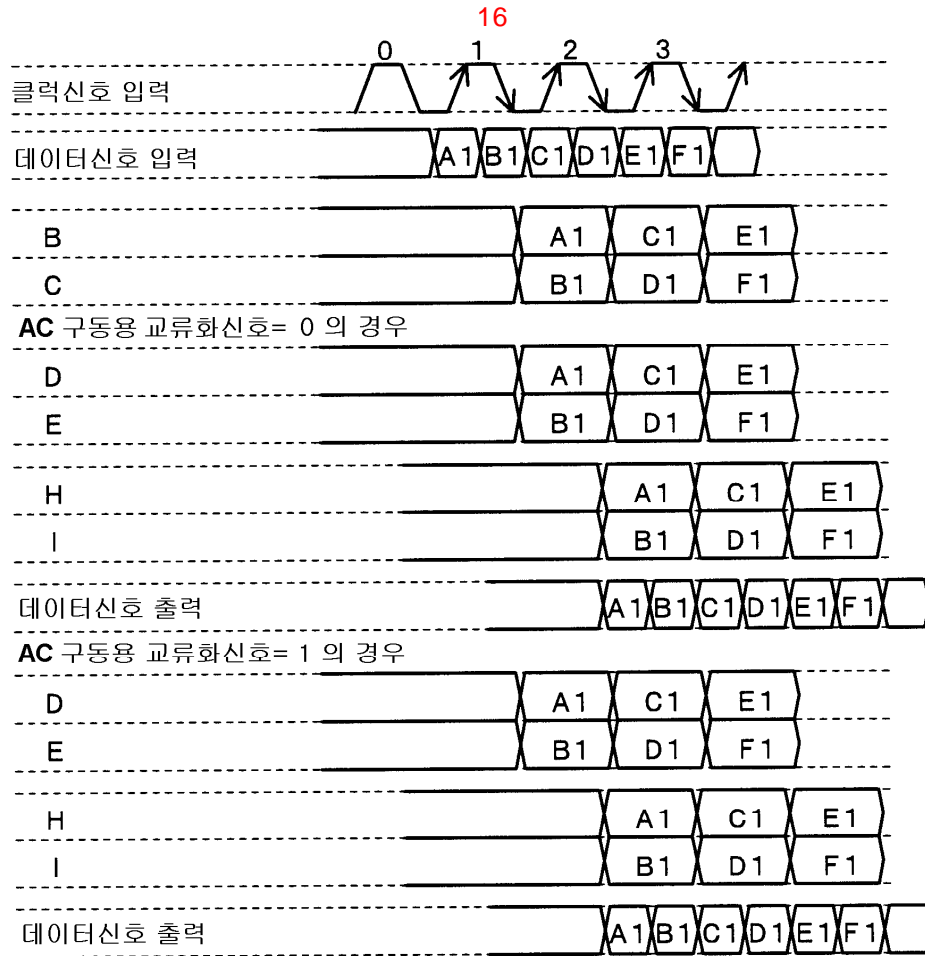 16
0 1 2 3
클럭신호 입력
데이터신호 입력 A1 B1 C1 D1 E1 F1
B A1 C1 E1
C B1 D1 F1
AC 구동용 교류화신호= 0 의 경우
D A1 C1 E1
E B1 D1 F1
H A1 C1 E1
I B1 D1 F1
데이터신호 출력 A1 B1 C1 D1 E1 F1
AC 구동용 교류화신호= 1 의 경우
D A1 C1 E1
E B1 D1 F1
H A1 C1 E1
I B1 D1 F1
데이터신호 출력 A1 B1 C1 D1 E1 F1